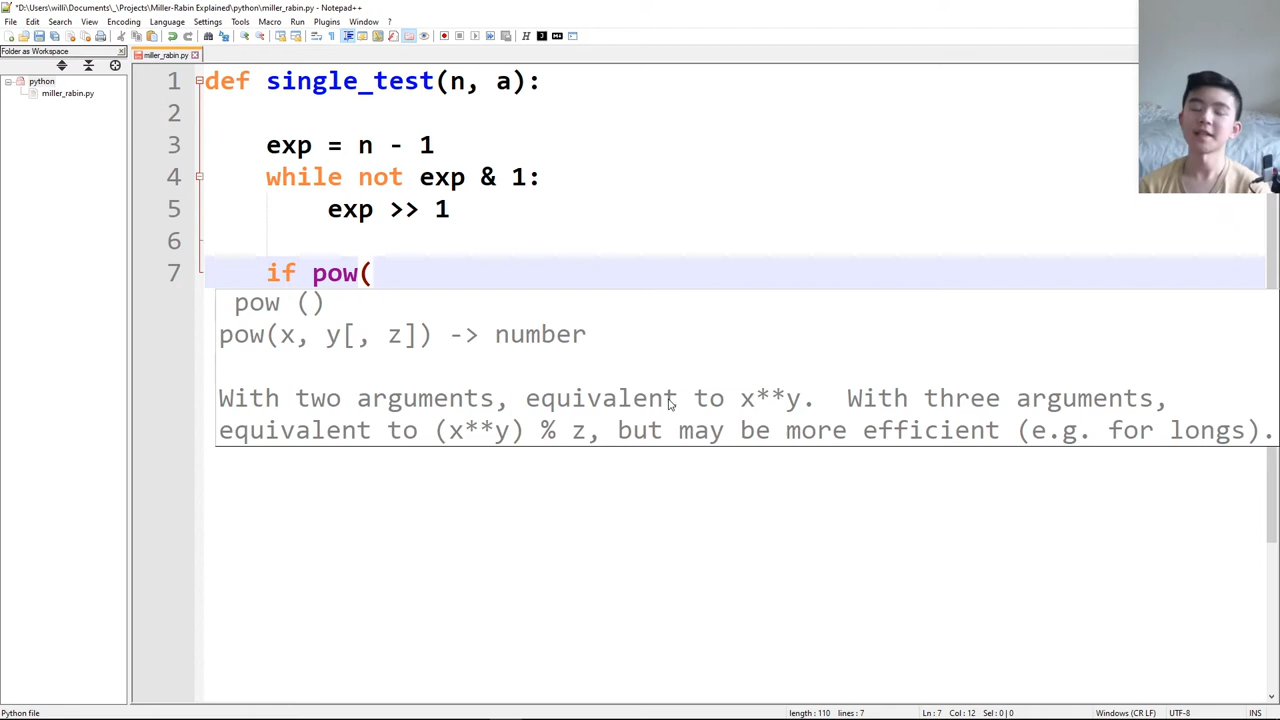 *D:\Users\willi\Documents\_\Projects\Miller-Rabin Explained\python\miller_rabin.py - Notepad++
File Edit Search View Encoding Language Settings Tools Macro Run Plugins Window ?
Folder as Workspace
python
miller_rabin.py
miller_rabin.py
1 def single_test(n, a):
2
3 exp = n - 1
4 while not exp & 1:
5 exp >> 1
6
7 if pow(
pow ()
pow(x, y[, z]) -> number
With two arguments, equivalent to x**y. With three arguments,
equivalent to (x**y) % z, but may be more efficient (e.g. for longs).
Python file length : 110 lines : 7 Ln : 7 Col : 12 Sel : 0 | 0 Windows (CR LF) UTF-8 INS